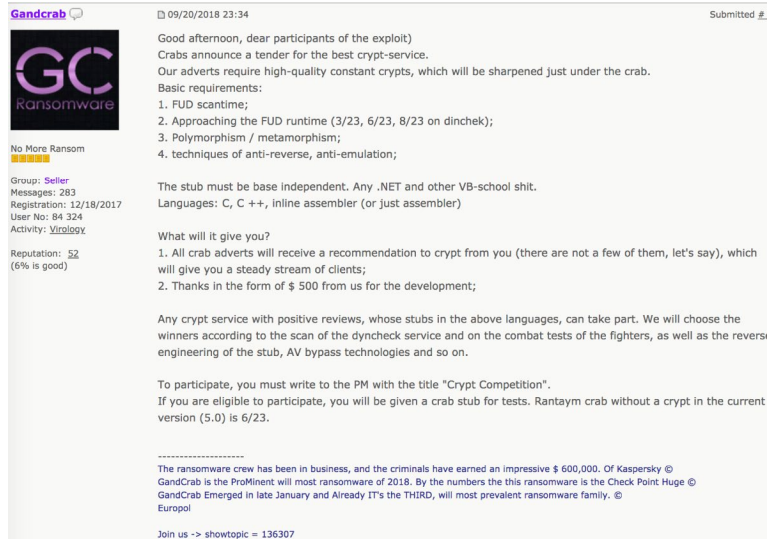 Gandcrab
09/20/2018 23:34
Submitted #
GC
Ransomware
No More Ransom
Group: Seller
Messages: 283
Registration: 12/18/2017
User No: 84 324
Activity: Virology
Reputation: 52
(6% is good)
Good afternoon, dear participants of the exploit)
Crabs announce a tender for the best crypt-service.
Our adverts require high-quality constant crypts, which will be sharpened just under the crab.
Basic requirements:
1. FUD scantime;
2. Approaching the FUD runtime (3/23, 6/23, 8/23 on dinchek);
3. Polymorphism / metamorphism;
4. techniques of anti-reverse, anti-emulation;
The stub must be base independent. Any .NET and other VB-school shit.
Languages: C, C ++, inline assembler (or just assembler)
What will it give you?
1. All crab adverts will receive a recommendation to crypt from you (there are not a few of them, let's say), which
will give you a steady stream of clients;
2. Thanks in the form of $ 500 from us for the development;
Any crypt service with positive reviews, whose stubs in the above languages, can take part. We will choose the
winners according to the scan of the dyncheck service and on the combat tests of the fighters, as well as the reverse
engineering of the stub, AV bypass technologies and so on.
To participate, you must write to the PM with the title "Crypt Competition".
If you are eligible to participate, you will be given a crab stub for tests. Rantaym crab without a crypt in the current
version (5.0) is 6/23.
--------------------
The ransomware crew has been in business, and the criminals have earned an impressive $ 600,000. Of Kaspersky ©
GandCrab is the ProMinent will most ransomware of 2018. By the numbers the this ransomware is the Check Point Huge ©
GandCrab Emerged in late January and Already IT's the THIRD, will most prevalent ransomware family. ©
Europol
Join us -> showtopic = 136307